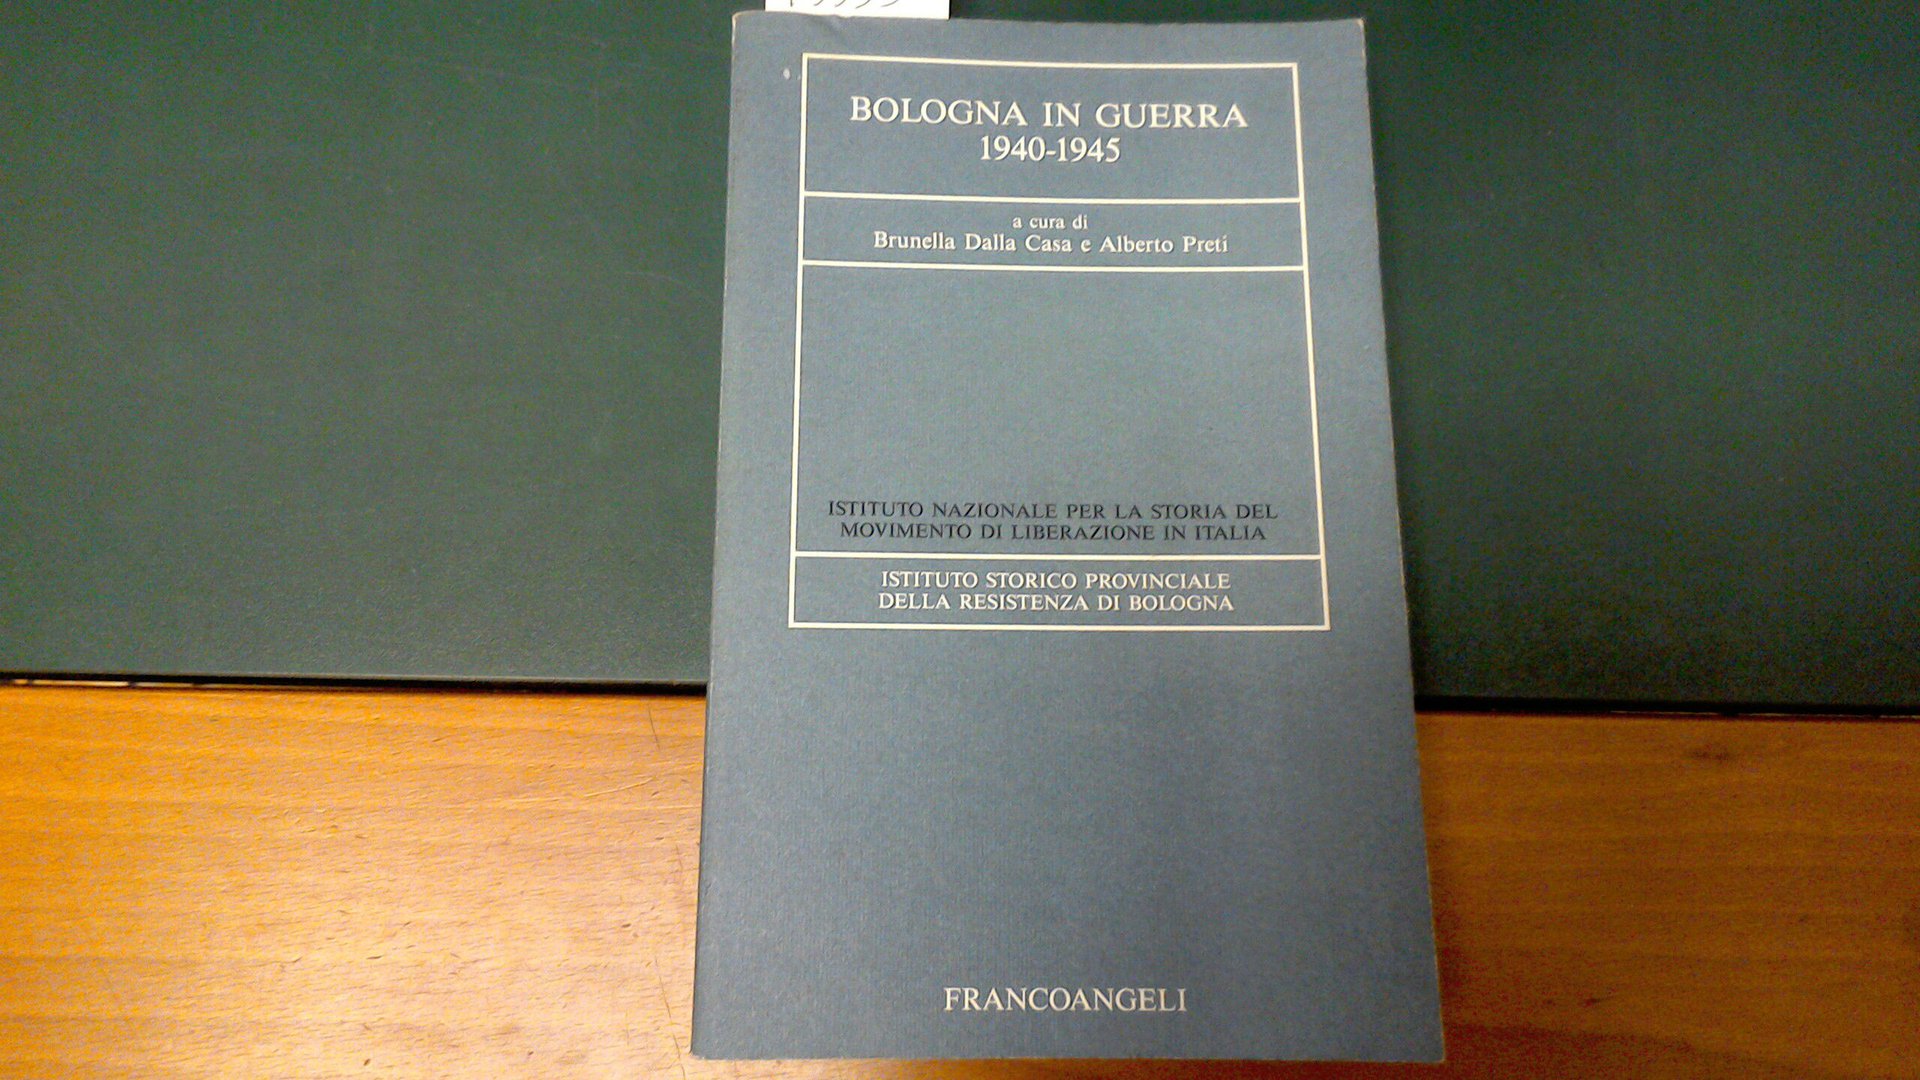 BOLOGNA IN GUERRA
1940-1945
a cura di
Brunella Dalla Casa e Alberto Preti
ISTITUTO NAZIONALE PER LA STORIA DEL
MOVIMENTO DI LIBERAZIONE IN ITALIA
ISTITUTO STORICO PROVINCIALE
DELLA RESISTENZA DI BOLOGNA
FRANCOANGELI